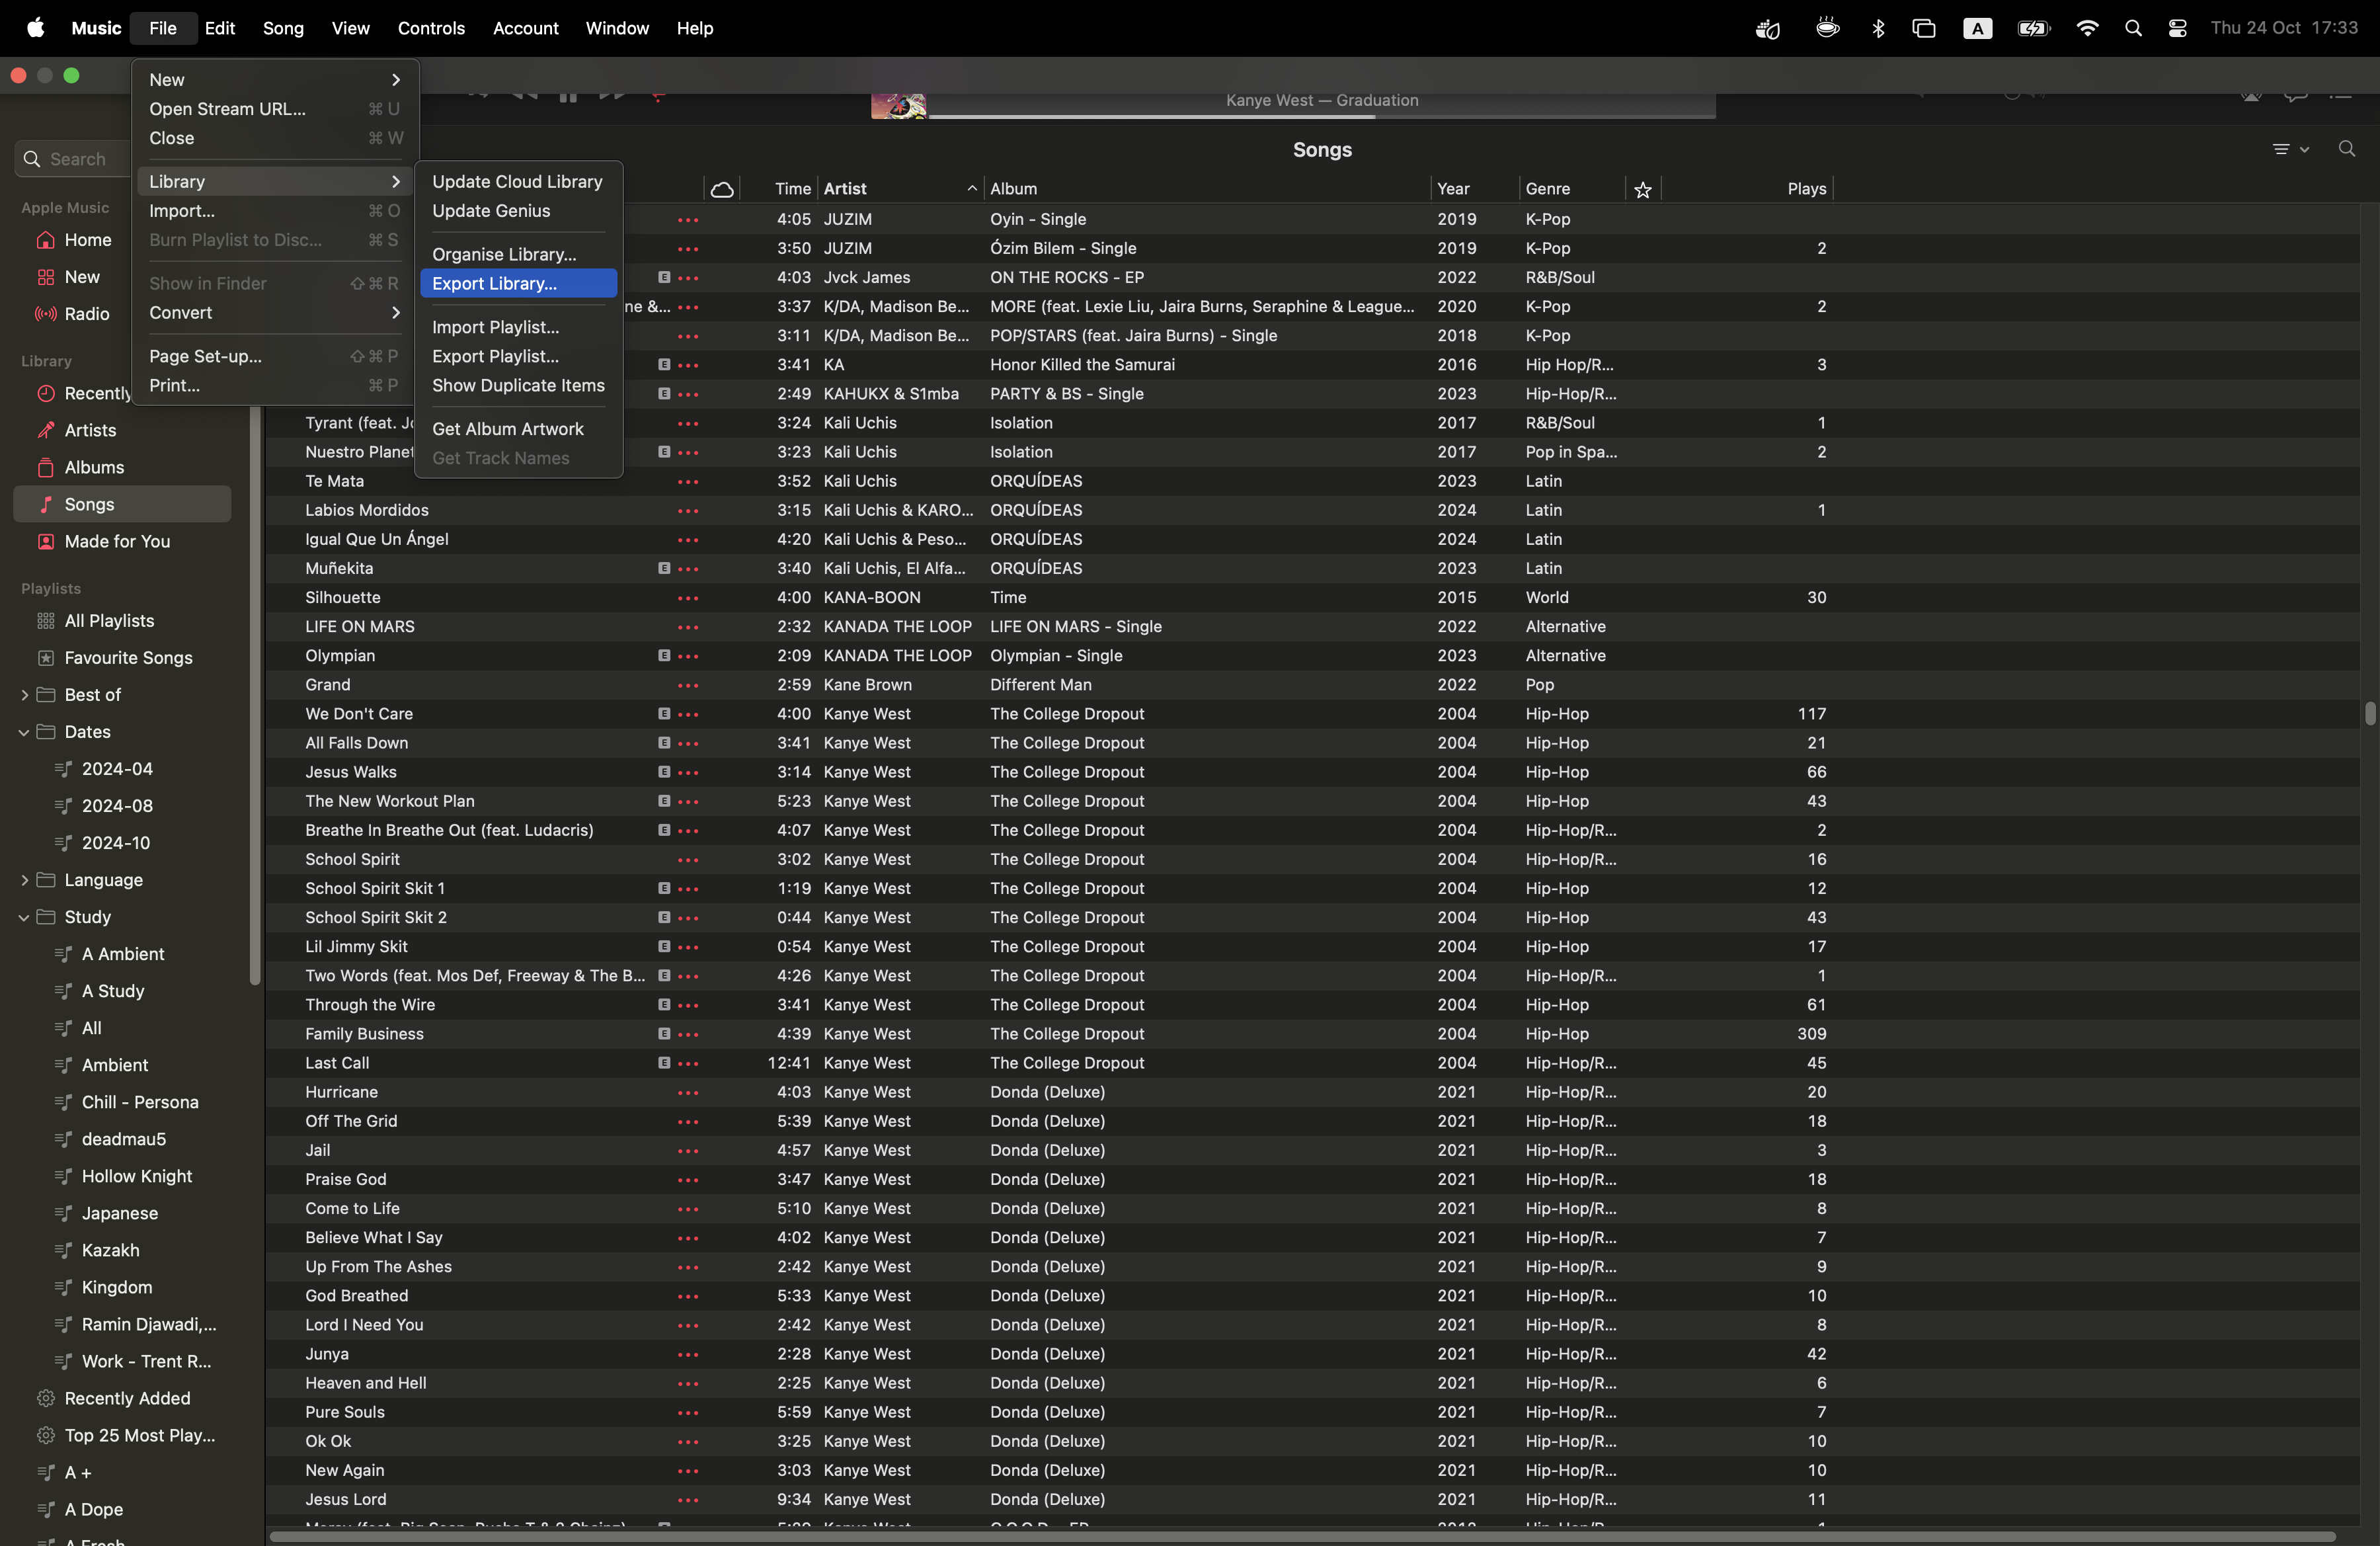 Music File Edit Song View Controls Account Window Help A Thu 24 Oct 17:33
New
Open Stream URL... ⌘ U
Close ⌘ W
Library
Import... ⌘ O
Burn Playlist to Disc... ⌘ S
Show in Finder ⇧ ⌘ R
Convert
Page Set-up... ⇧ ⌘ P
Print... ⌘ P
Update Cloud Library
Update Genius
Organise Library...
Export Library...
Import Playlist...
Export Playlist...
Show Duplicate Items
Get Album Artwork
Get Track Names
Kanye West — Graduation
Search
Apple Music
Home
New
Radio
Library
Recently
Artists
Albums
Songs
Made for You
Playlists
All Playlists
Favourite Songs
Best of
Dates
2024-04
2024-08
2024-10
Language
Study
A Ambient
A Study
All
Ambient
Chill - Persona
deadmau5
Hollow Knight
Japanese
Kazakh
Kingdom
Ramin Djawadi,...
Work - Trent R...
Recently Added
Top 25 Most Play...
A +
A Dope
Songs
Time Artist Album Year Genre Plays
4:05 JUZIM Oyin - Single 2019 K-Pop
3:50 JUZIM Ózim Bilem - Single 2019 K-Pop 2
E 4:03 Jvck James ON THE ROCKS - EP 2022 R&B/Soul
ne &... 3:37 K/DA, Madison Be... MORE (feat. Lexie Liu, Jaira Burns, Seraphine & League... 2020 K-Pop 2
3:11 K/DA, Madison Be... POP/STARS (feat. Jaira Burns) - Single 2018 K-Pop
E 3:41 KA Honor Killed the Samurai 2016 Hip Hop/R... 3
E 2:49 KAHUKX & S1mba PARTY & BS - Single 2023 Hip-Hop/R...
Tyrant (feat. Jo 3:24 Kali Uchis Isolation 2017 R&B/Soul 1
Nuestro Planet E 3:23 Kali Uchis Isolation 2017 Pop in Spa... 2
Te Mata 3:52 Kali Uchis ORQUÍDEAS 2023 Latin
Labios Mordidos 3:15 Kali Uchis & KARO... ORQUÍDEAS 2024 Latin 1
Igual Que Un Ángel 4:20 Kali Uchis & Peso... ORQUÍDEAS 2024 Latin
Muñekita E 3:40 Kali Uchis, El Alfa... ORQUÍDEAS 2023 Latin
Silhouette 4:00 KANA-BOON Time 2015 World 30
LIFE ON MARS 2:32 KANADA THE LOOP LIFE ON MARS - Single 2022 Alternative
Olympian E 2:09 KANADA THE LOOP Olympian - Single 2023 Alternative
Grand 2:59 Kane Brown Different Man 2022 Pop
We Don't Care E 4:00 Kanye West The College Dropout 2004 Hip-Hop 117
All Falls Down E 3:41 Kanye West The College Dropout 2004 Hip-Hop 21
Jesus Walks E 3:14 Kanye West The College Dropout 2004 Hip-Hop 66
The New Workout Plan E 5:23 Kanye West The College Dropout 2004 Hip-Hop 43
Breathe In Breathe Out (feat. Ludacris) E 4:07 Kanye West The College Dropout 2004 Hip-Hop/R... 2
School Spirit 3:02 Kanye West The College Dropout 2004 Hip-Hop/R... 16
School Spirit Skit 1 E 1:19 Kanye West The College Dropout 2004 Hip-Hop 12
School Spirit Skit 2 E 0:44 Kanye West The College Dropout 2004 Hip-Hop 43
Lil Jimmy Skit E 0:54 Kanye West The College Dropout 2004 Hip-Hop 17
Two Words (feat. Mos Def, Freeway & The B... E 4:26 Kanye West The College Dropout 2004 Hip-Hop/R... 1
Through the Wire E 3:41 Kanye West The College Dropout 2004 Hip-Hop 61
Family Business E 4:39 Kanye West The College Dropout 2004 Hip-Hop 309
Last Call E 12:41 Kanye West The College Dropout 2004 Hip-Hop/R... 45
Hurricane 4:03 Kanye West Donda (Deluxe) 2021 Hip-Hop/R... 20
Off The Grid 5:39 Kanye West Donda (Deluxe) 2021 Hip-Hop/R... 18
Jail 4:57 Kanye West Donda (Deluxe) 2021 Hip-Hop/R... 3
Praise God 3:47 Kanye West Donda (Deluxe) 2021 Hip-Hop/R... 18
Come to Life 5:10 Kanye West Donda (Deluxe) 2021 Hip-Hop/R... 8
Believe What I Say 4:02 Kanye West Donda (Deluxe) 2021 Hip-Hop/R... 7
Up From The Ashes 2:42 Kanye West Donda (Deluxe) 2021 Hip-Hop/R... 9
God Breathed 5:33 Kanye West Donda (Deluxe) 2021 Hip-Hop/R... 10
Lord I Need You 2:42 Kanye West Donda (Deluxe) 2021 Hip-Hop/R... 8
Junya 2:28 Kanye West Donda (Deluxe) 2021 Hip-Hop/R... 42
Heaven and Hell 2:25 Kanye West Donda (Deluxe) 2021 Hip-Hop/R... 6
Pure Souls 5:59 Kanye West Donda (Deluxe) 2021 Hip-Hop/R... 7
Ok Ok 3:25 Kanye West Donda (Deluxe) 2021 Hip-Hop/R... 10
New Again 3:03 Kanye West Donda (Deluxe) 2021 Hip-Hop/R... 10
Jesus Lord 9:34 Kanye West Donda (Deluxe) 2021 Hip-Hop/R... 11